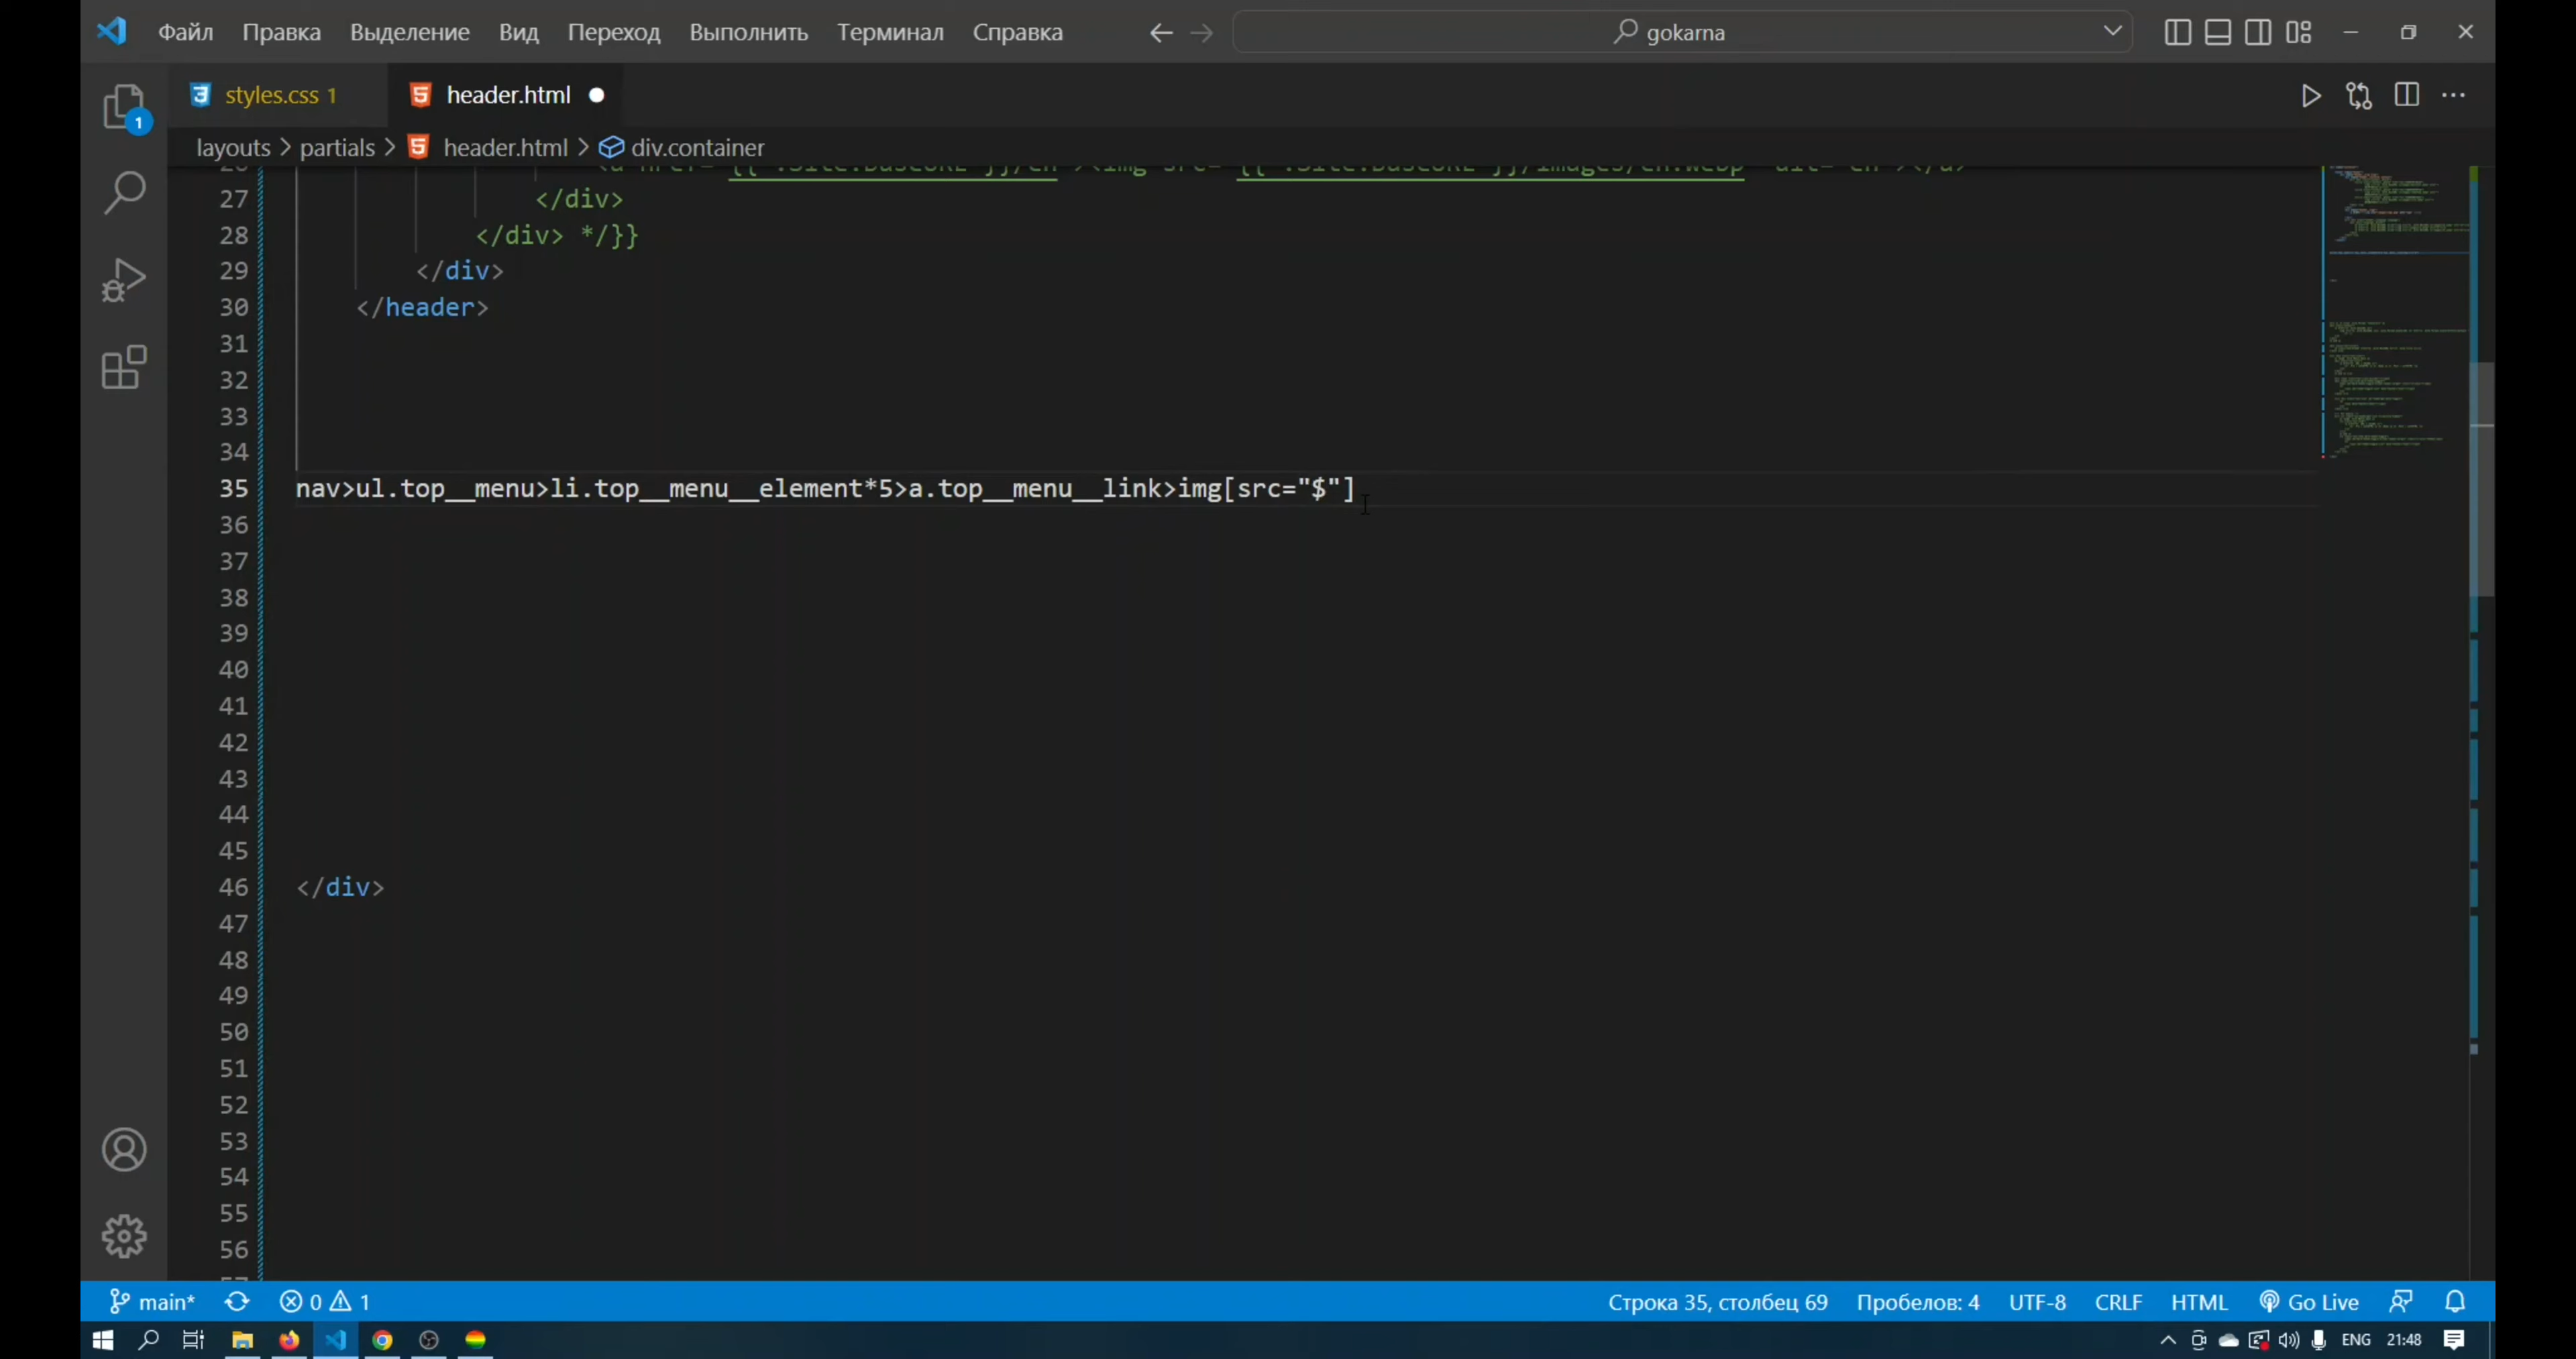 Файл Правка Выделение Вид Переход Выполнить Терминал Справка gokarna
styles.css 1 header.html
1
layouts > partials > header.html > div.container
27 </div>
28 </div> */}}
29 </div>
30 </header>
31
32
33
34
35 nav>ul.top__menu>li.top__menu__element*5>a.top__menu__link>img[src="$"]
36
37
38
39
40
41
42
43
44
45
46 </div>
47
48
49
50
51
52
53
54
55
56
main* 0 1 Строка 35, столбец 69 Пробелов: 4 UTF-8 CRLF HTML Go Live
ENG 21:48